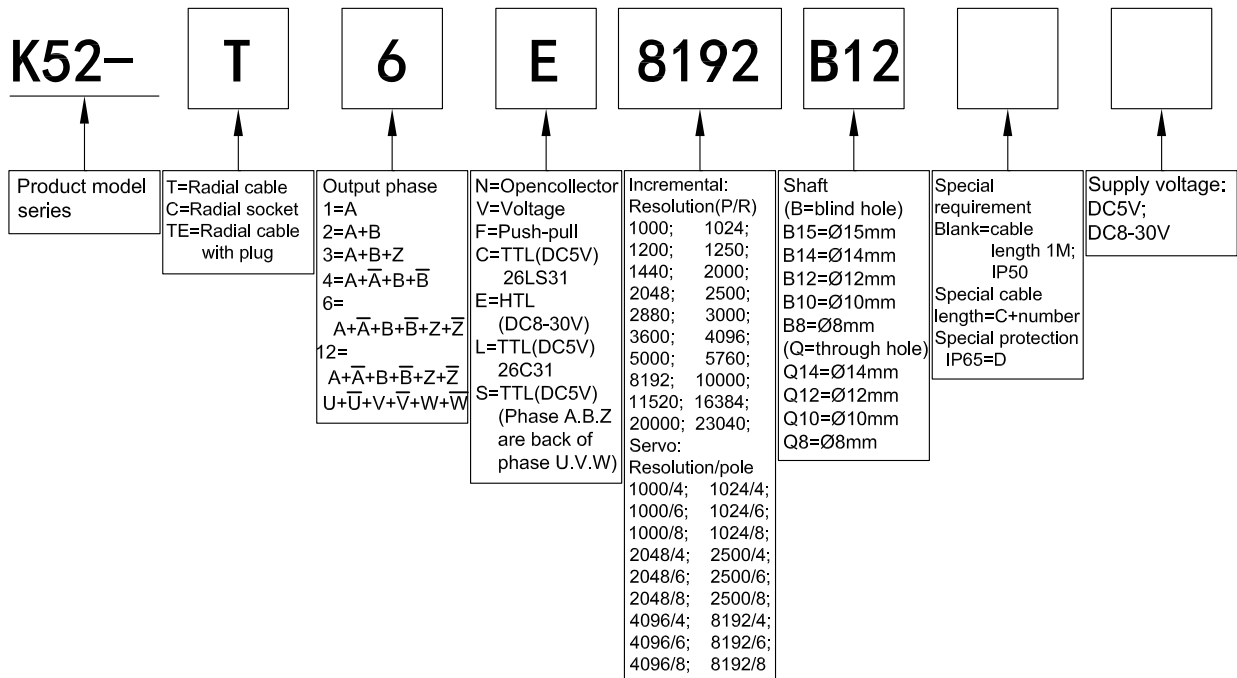 K52- T 6 E 8192 B12
Product model
series
T=Radial cable
C=Radial socket
TE=Radial cable
with plug
Output phase
1=A
2=A+B
3=A+B+Z
4=A+A̅+B+B̅
6=
A+A̅+B+B̅+Z+Z̅
12=
A+A̅+B+B̅+Z+Z̅
U+U̅+V+V̅+W+W̅
N=Opencollector
V=Voltage
F=Push-pull
C=TTL(DC5V)
26LS31
E=HTL
(DC8-30V)
L=TTL(DC5V)
26C31
S=TTL(DC5V)
(Phase A.B.Z
are back of
phase U.V.W)
Incremental:
Resolution(P/R)
1000; 1024;
1200; 1250;
1440; 2000;
2048; 2500;
2880; 3000;
3600; 4096;
5000; 5760;
8192; 10000;
11520; 16384;
20000; 23040;
Servo:
Resolution/pole
1000/4; 1024/4;
1000/6; 1024/6;
1000/8; 1024/8;
2048/4; 2500/4;
2048/6; 2500/6;
2048/8; 2500/8;
4096/4; 8192/4;
4096/6; 8192/6;
4096/8; 8192/8
Shaft
(B=blind hole)
B15=Ø15mm
B14=Ø14mm
B12=Ø12mm
B10=Ø10mm
B8=Ø8mm
(Q=through hole)
Q14=Ø14mm
Q12=Ø12mm
Q10=Ø10mm
Q8=Ø8mm
Special
requirement
Blank=cable
length 1M;
IP50
Special cable
length=C+number
Special protection
IP65=D
Supply voltage:
DC5V;
DC8-30V